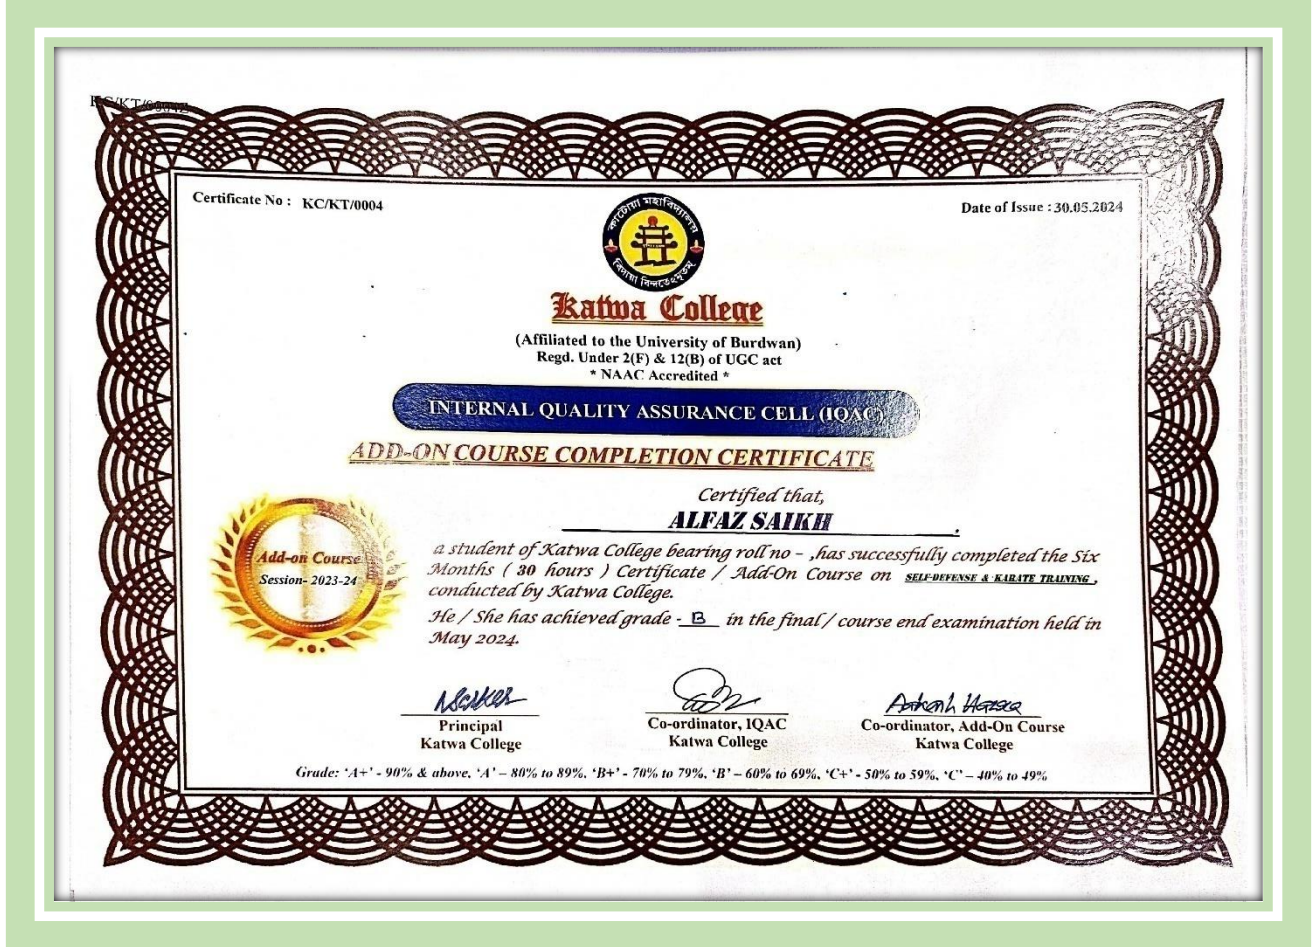 Certificate No : KC/KT/0004
Date of Issue : 30.05.2024
কাটোয়া মহাবিদ্যালয়
Katwa College
(Affiliated to the University of Burdwan)
Regd. Under 2(F) & 12(B) of UGC act
* NAAC Accredited *
INTERNAL QUALITY ASSURANCE CELL (IQAC)
ADD-ON COURSE COMPLETION CERTIFICATE
Certified that,
ALFAZ SAIKH .
Add-on Course
Session- 2023-24
a student of Katwa College bearing roll no - ,has successfully completed the Six
Months ( 30 hours ) Certificate / Add-On Course on SELF-DEFENSE & KARATE TRAINING ,
conducted by Katwa College.
He / She has achieved grade - B in the final / course end examination held in
May 2024.
Principal
Katwa College
Co-ordinator, IQAC
Katwa College
Co-ordinator, Add-On Course
Katwa College
Grade: ‘A+’ - 90% & above, ‘A’ – 80% to 89%, ‘B+’ - 70% to 79%, ‘B’ – 60% to 69%, ‘C+’ - 50% to 59%, ‘C’ – 40% to 49%